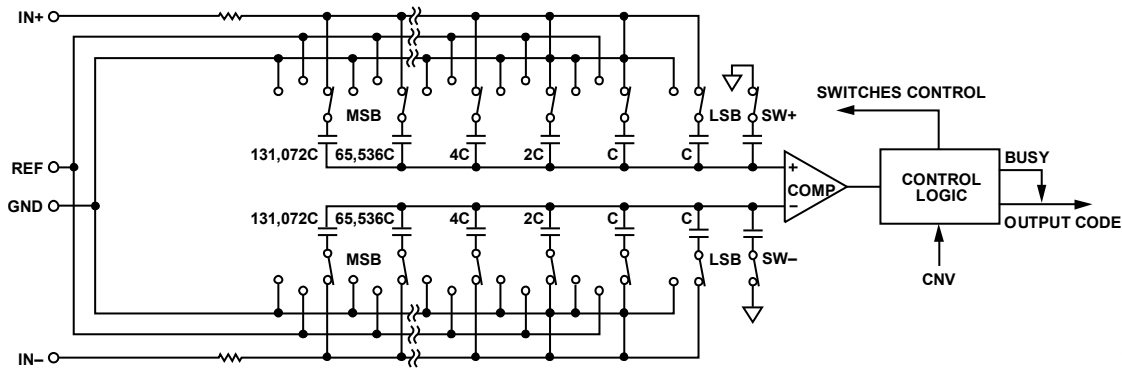 IN+
SWITCHES CONTROL
MSB
LSB SW+
131,072C 65,536C 4C 2C C C
REF
BUSY
+
COMP
−
CONTROL
LOGIC
GND
OUTPUT CODE
131,072C 65,536C 4C 2C C C
MSB
LSB SW−
CNV
IN−